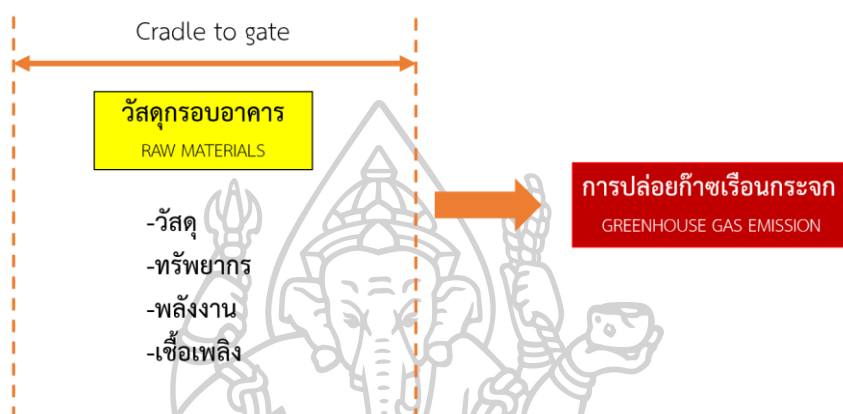 Cradle to gate
วัสดุกรอบอาคาร
RAW MATERIALS
การปล่อยก๊าซเรือนกระจก
GREENHOUSE GAS EMISSION
-วัสดุ
-ทรัพยากร
-พลังงาน
-เชื้อเพลิง